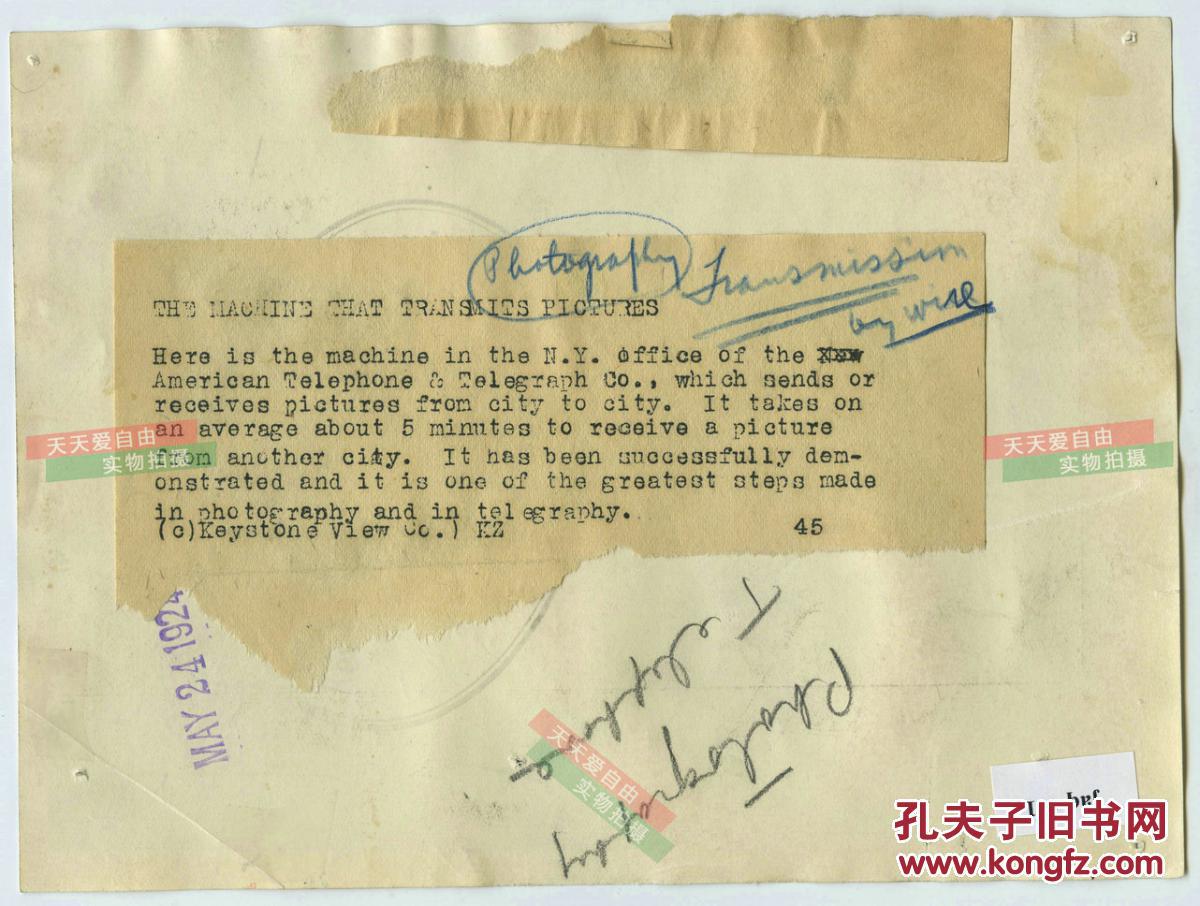 Photography Transmission
by wire
THE MACHINE THAT TRANSMITS PICTURES
Here is the machine in the N.Y. office of the
American Telephone & Telegraph Co., which sends or
receives pictures from city to city. It takes on
an average about 5 minutes to receive a picture
from another city. It has been successfully dem-
onstrated and it is one of the greatest steps made
in photography and in telegraphy.
(c)Keystone View Co.) KZ 45
MAY 24 1924
Telephone
Photography
天天爱自由
实物拍摄
天天爱自由
实物拍摄
天天爱自由
实物拍摄
孔夫子旧书网
www.kongfz.com